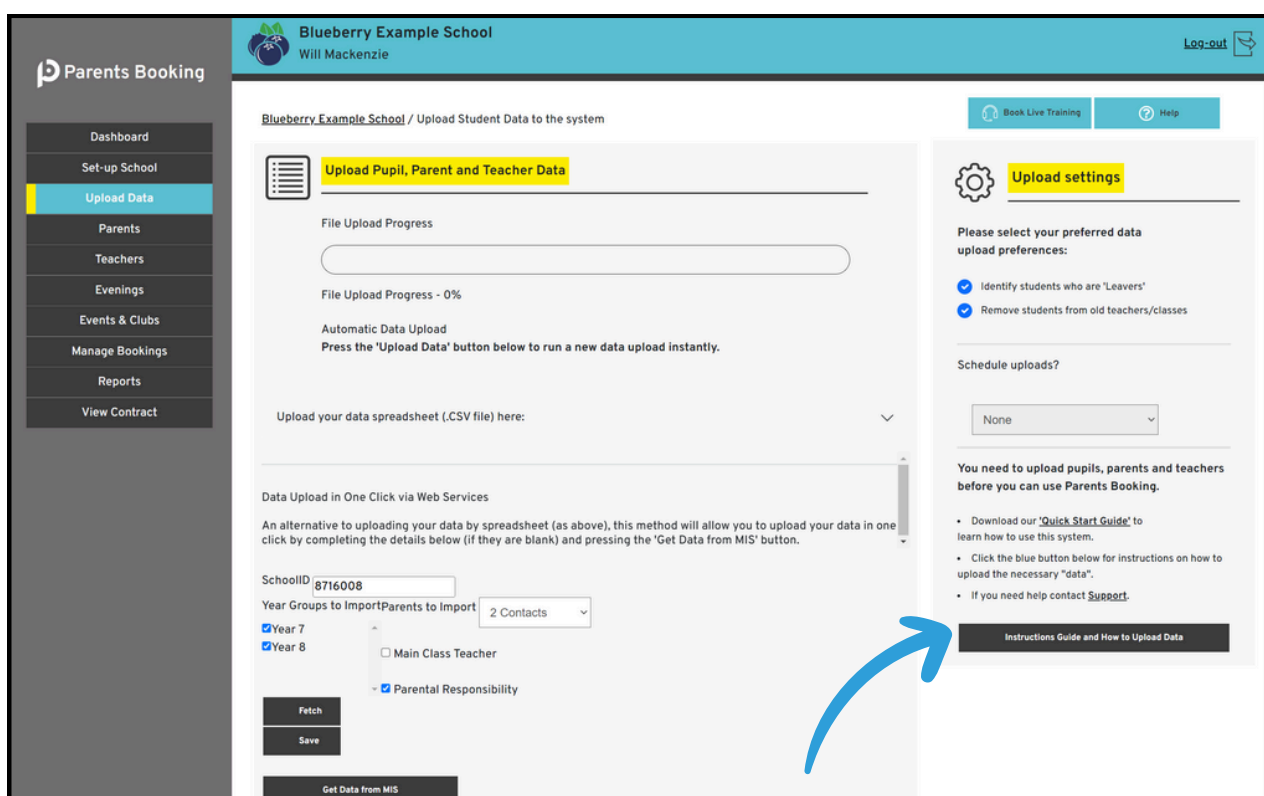 Blueberry Example School
Will Mackenzie
Log-out
Parents Booking
Dashboard
Set-up School
Upload Data
Parents
Teachers
Evenings
Events & Clubs
Manage Bookings
Reports
View Contract
Blueberry Example School / Upload Student Data to the system
Book Live Training
Help
Upload Pupil, Parent and Teacher Data
File Upload Progress
File Upload Progress - 0%
Automatic Data Upload
Press the 'Upload Data' button below to run a new data upload instantly.
Upload your data spreadsheet (.CSV file) here:
Data Upload in One Click via Web Services
An alternative to uploading your data by spreadsheet (as above), this method will allow you to upload your data in one
click by completing the details below (if they are blank) and pressing the 'Get Data from MIS' button.
SchoolID 8716008
Year Groups to Import Parents to Import 2 Contacts
Year 7
Year 8
Main Class Teacher
Parental Responsibility
Fetch
Save
Get Data from MIS
Upload settings
Please select your preferred data
upload preferences:
Identify students who are 'Leavers'
Remove students from old teachers/classes
Schedule uploads?
None
You need to upload pupils, parents and teachers
before you can use Parents Booking.
• Download our 'Quick Start Guide' to
learn how to use this system.
• Click the blue button below for instructions on how to
upload the necessary "data".
• If you need help contact Support.
Instructions Guide and How to Upload Data